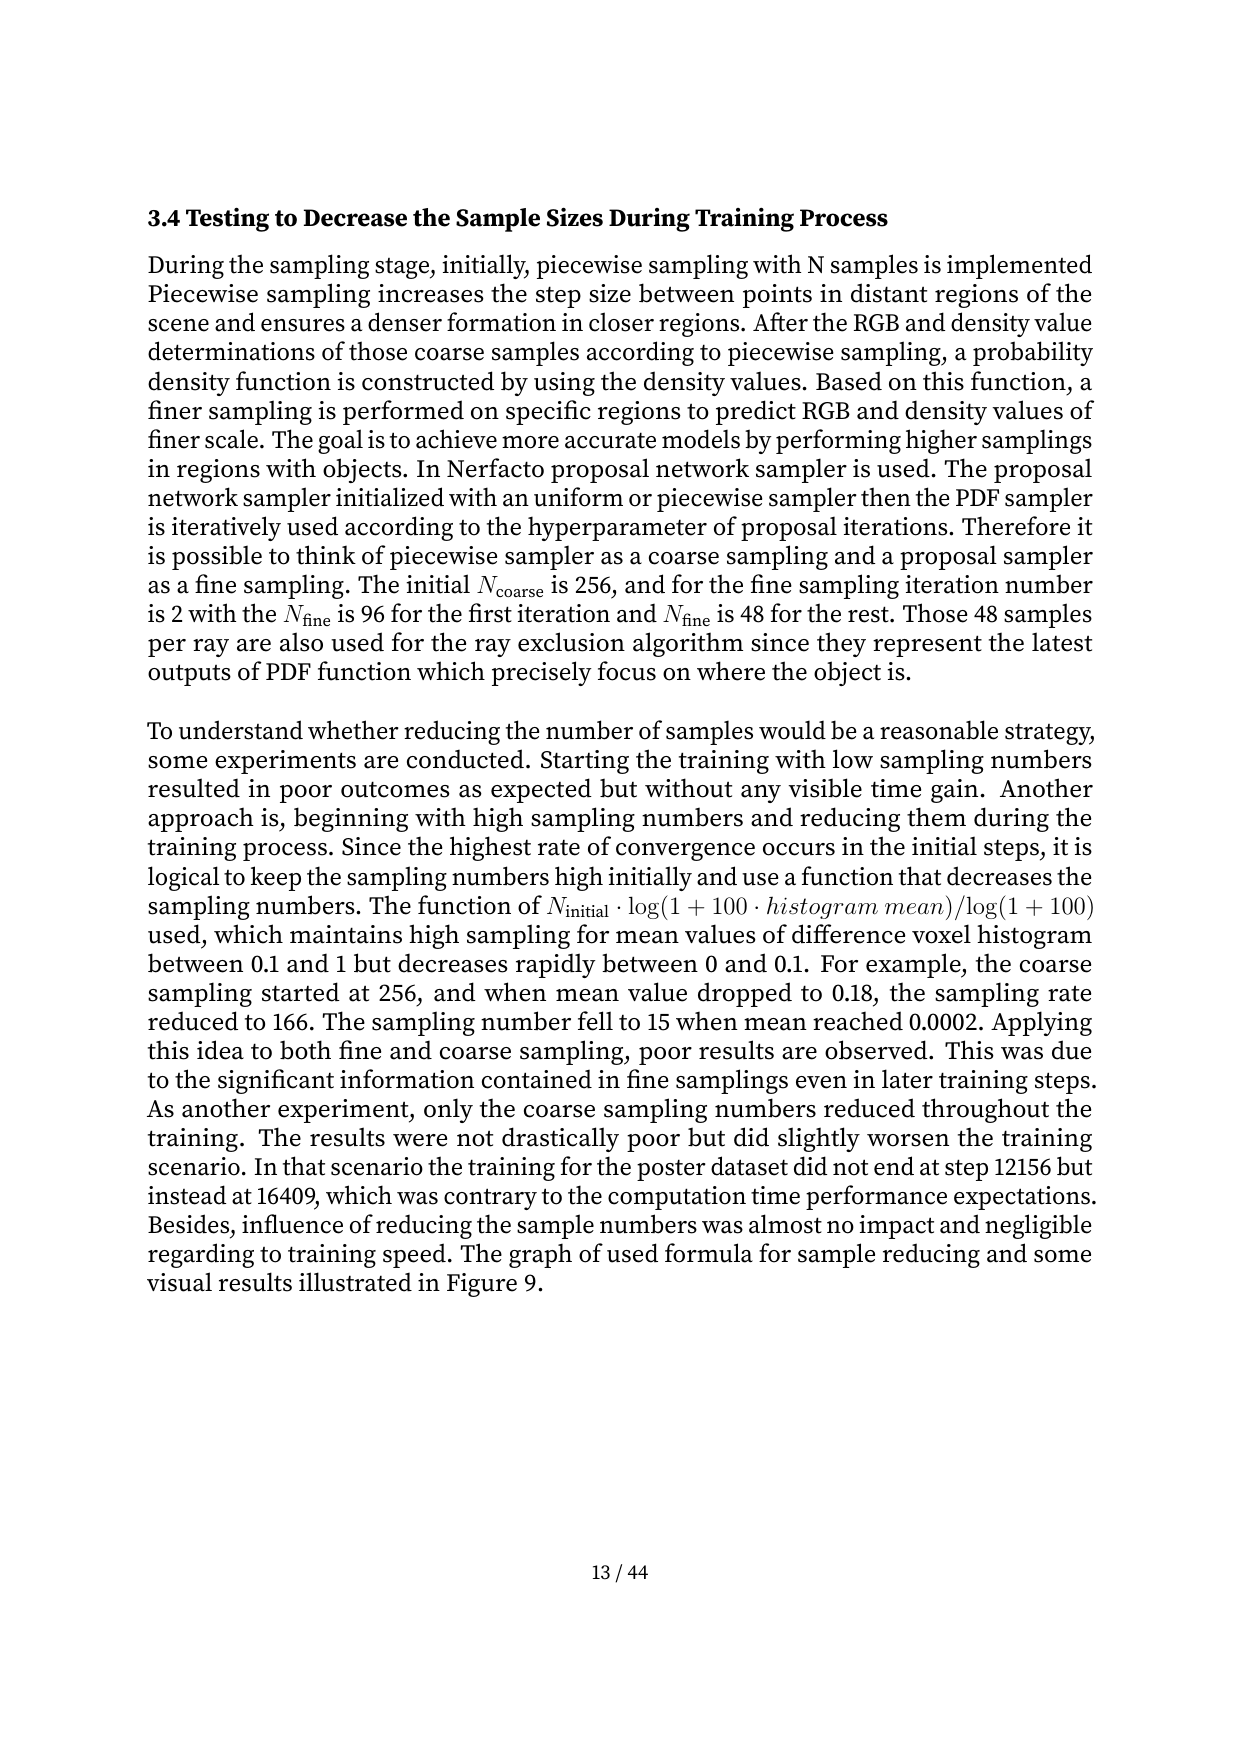 3.4 Testing to Decrease the Sample Sizes During Training Process
During the sampling stage, initially, piecewise sampling with N samples is implemented
Piecewise sampling increases the step size between points in distant regions of the
scene and ensures a denser formation in closer regions. After the RGB and density value
determinations of those coarse samples according to piecewise sampling, a probability
density function is constructed by using the density values. Based on this function, a
finer sampling is performed on specific regions to predict RGB and density values of
finer scale. The goal is to achieve more accurate models by performing higher samplings
in regions with objects. In Nerfacto proposal network sampler is used. The proposal
network sampler initialized with an uniform or piecewise sampler then the PDF sampler
is iteratively used according to the hyperparameter of proposal iterations. Therefore it
is possible to think of piecewise sampler as a coarse sampling and a proposal sampler
as a fine sampling. The initial N_coarse is 256, and for the fine sampling iteration number
is 2 with the N_fine is 96 for the first iteration and N_fine is 48 for the rest. Those 48 samples
per ray are also used for the ray exclusion algorithm since they represent the latest
outputs of PDF function which precisely focus on where the object is.
To understand whether reducing the number of samples would be a reasonable strategy,
some experiments are conducted. Starting the training with low sampling numbers
resulted in poor outcomes as expected but without any visible time gain. Another
approach is, beginning with high sampling numbers and reducing them during the
training process. Since the highest rate of convergence occurs in the initial steps, it is
logical to keep the sampling numbers high initially and use a function that decreases the
sampling numbers. The function of N_initial · log(1 + 100 · histogram mean)/log(1 + 100)
used, which maintains high sampling for mean values of difference voxel histogram
between 0.1 and 1 but decreases rapidly between 0 and 0.1. For example, the coarse
sampling started at 256, and when mean value dropped to 0.18, the sampling rate
reduced to 166. The sampling number fell to 15 when mean reached 0.0002. Applying
this idea to both fine and coarse sampling, poor results are observed. This was due
to the significant information contained in fine samplings even in later training steps.
As another experiment, only the coarse sampling numbers reduced throughout the
training. The results were not drastically poor but did slightly worsen the training
scenario. In that scenario the training for the poster dataset did not end at step 12156 but
instead at 16409, which was contrary to the computation time performance expectations.
Besides, influence of reducing the sample numbers was almost no impact and negligible
regarding to training speed. The graph of used formula for sample reducing and some
visual results illustrated in Figure 9.
13 / 44